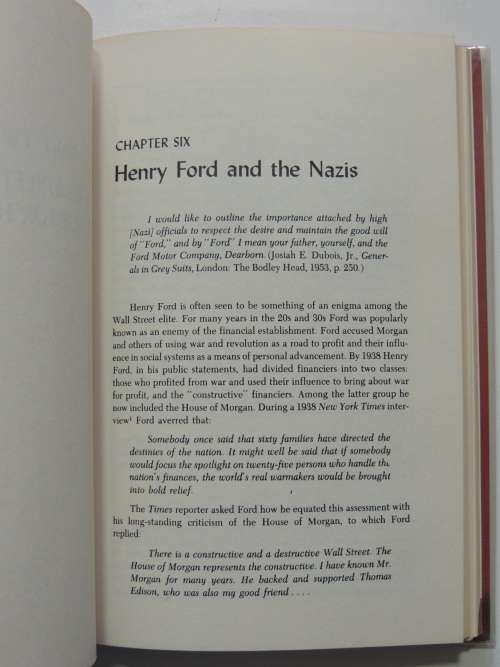 CHAPTER SIX
Henry Ford and the Nazis
I would like to outline the importance attached by high
[Nazi] officials to respect the desire and maintain the good will
of "Ford," and by "Ford" I mean your father, yourself, and the
Ford Motor Company, Dearborn. (Josiah E. Dubois, Jr., Gener-
als in Grey Suits, London: The Bodley Head, 1953, p. 250.)
Henry Ford is often seen to be something of an enigma among the
Wall Street elite. For many years in the 20s and 30s Ford was popularly
known as an enemy of the financial establishment. Ford accused Morgan
and others of using war and revolution as a road to profit and their influ-
ence in social systems as a means of personal advancement. By 1938 Henry
Ford, in his public statements, had divided financiers into two classes:
those who profited from war and used their influence to bring about war
for profit, and the "constructive" financiers. Among the latter group he
now included the House of Morgan. During a 1938 New York Times inter-
view¹ Ford averred that:
Somebody once said that sixty families have directed the
destinies of the nation. It might well be said that if somebody
would focus the spotlight on twenty-five persons who handle the
nation's finances, the world's real warmakers would be brought
into bold relief.
The Times reporter asked Ford how he equated this assessment with
his long-standing criticism of the House of Morgan, to which Ford
replied:
There is a constructive and a destructive Wall Street. The
House of Morgan represents the constructive. I have known Mr.
Morgan for many years. He backed and supported Thomas
Edison, who was also my good friend . . . .